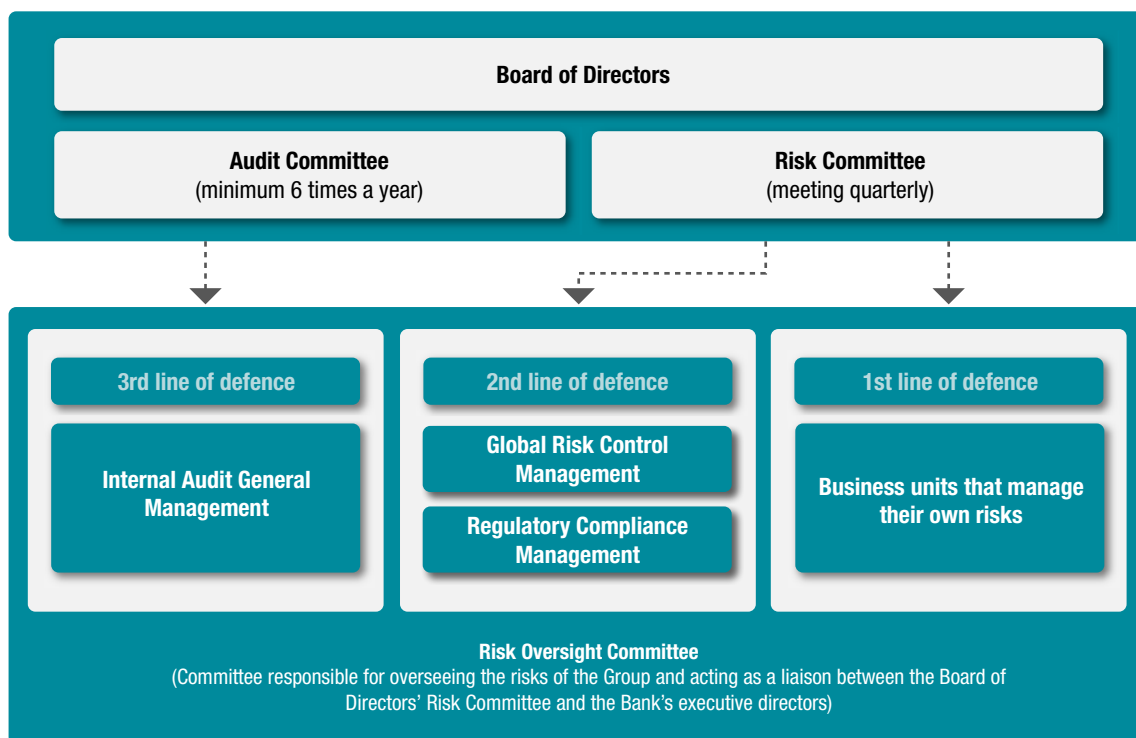 Board of Directors
Audit Committee
(minimum 6 times a year)
Risk Committee
(meeting quarterly)
3rd line of defence
Internal Audit General
Management
2nd line of defence
Global Risk Control
Management
Regulatory Compliance
Management
1st line of defence
Business units that manage
their own risks
Risk Oversight Committee
(Committee responsible for overseeing the risks of the Group and acting as a liaison between the Board of
Directors’ Risk Committee and the Bank’s executive directors)